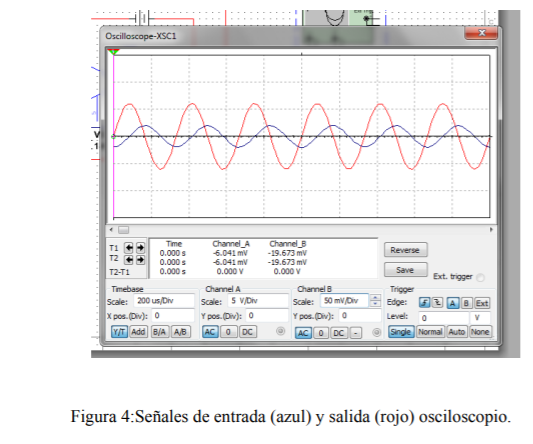 Oscilloscope-XSC1
Time Channel_A Channel_B
T1 0.000 s -6.041 mV -19.673 mV
T2 0.000 s -6.041 mV -19.673 mV
T2-T1 0.000 s 0.000 V 0.000 V
Reverse
Save
Ext. trigger
Timebase
Scale: 200 us/Div
X pos.(Div): 0
Y/T Add B/A A/B
Channel A
Scale: 5 V/Div
Y pos.(Div): 0
AC 0 DC
Channel B
Scale: 50 mV/Div
Y pos.(Div): 0
AC 0 DC -
Trigger
Edge: A B Ext
Level: 0 V
Single Normal Auto None
Figura 4:Señales de entrada (azul) y salida (rojo) osciloscopio.